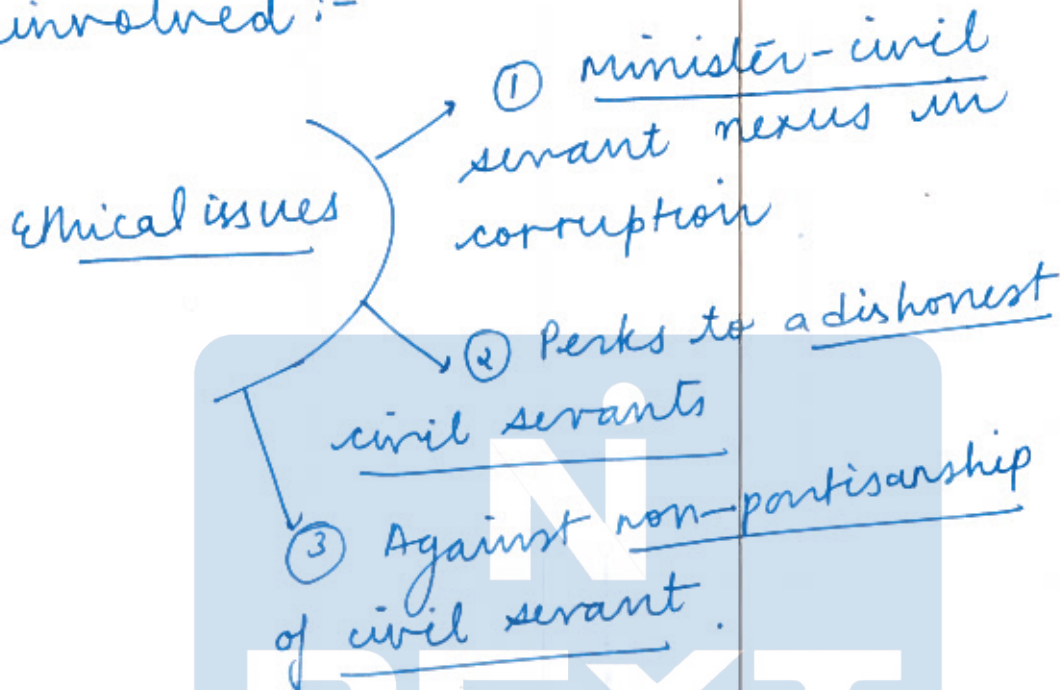 involved :-
① Minister-civil
servant nexus in
corruption
Ethical issues
② Perks to a dishonest
civil servants
③ Against non-partisanship
of civil servant.
N
NEXT